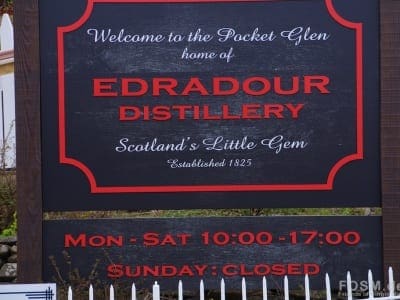 Welcome to the Pocket Glen
home of
EDRADOUR
DISTILLERY
Scotland's Little Gem
Established 1825
MON - SAT 10:00 -17:00
SUNDAY: CLOSED